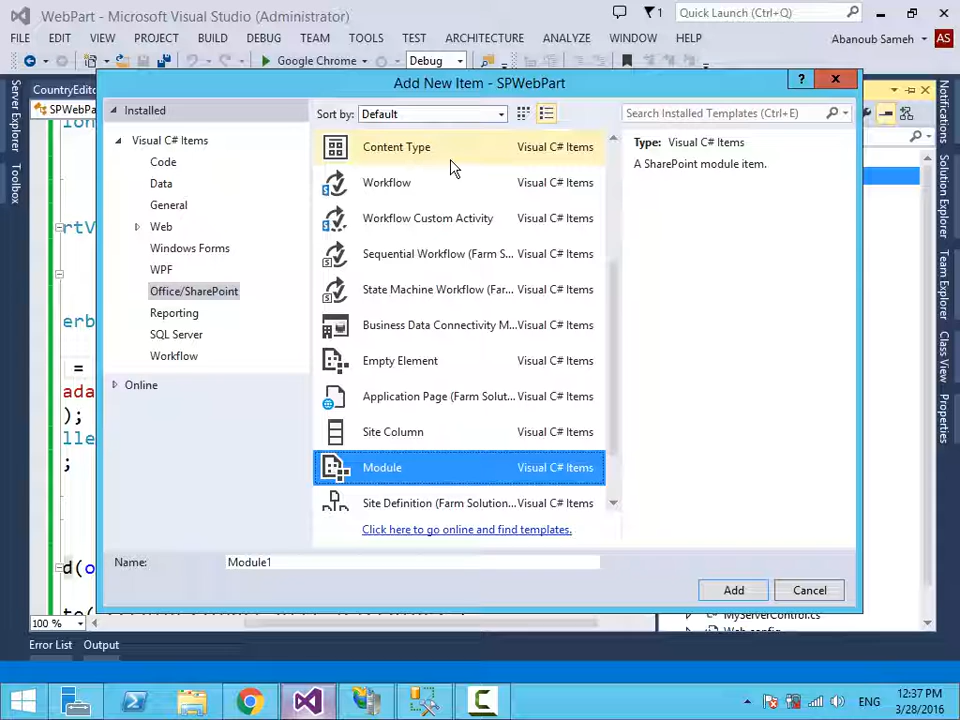 WebPart - Microsoft Visual Studio (Administrator)
1
Quick Launch (Ctrl+Q)
FILE EDIT VIEW PROJECT BUILD DEBUG TEAM TOOLS TEST ARCHITECTURE ANALYZE WINDOW HELP
Abanoub Sameh AS
Google Chrome Debug
Add New Item - SPWebPart
?
CountryEdito
SPWebPa
Server Explorer
Toolbox
Notifications
Solution Explorer
Team Explorer
Class View
Properties
Installed
Sort by: Default
Search Installed Templates (Ctrl+E)
Visual C# Items
Code
Data
General
Web
Windows Forms
WPF
Office/SharePoint
Reporting
SQL Server
Workflow
Online
Content Type Visual C# Items
Workflow Visual C# Items
Workflow Custom Activity Visual C# Items
Sequential Workflow (Farm S... Visual C# Items
State Machine Workflow (Far... Visual C# Items
Business Data Connectivity M... Visual C# Items
Empty Element Visual C# Items
Application Page (Farm Solut... Visual C# Items
Site Column Visual C# Items
Module Visual C# Items
Site Definition (Farm Solution... Visual C# Items
Click here to go online and find templates.
Type: Visual C# Items
A SharePoint module item.
Name: Module1
Add Cancel
rtV
erb
=
ada
);
lle
;
d(o
MyServerControl.cs
100 %
Error List Output
ENG
12:37 PM
3/28/2016